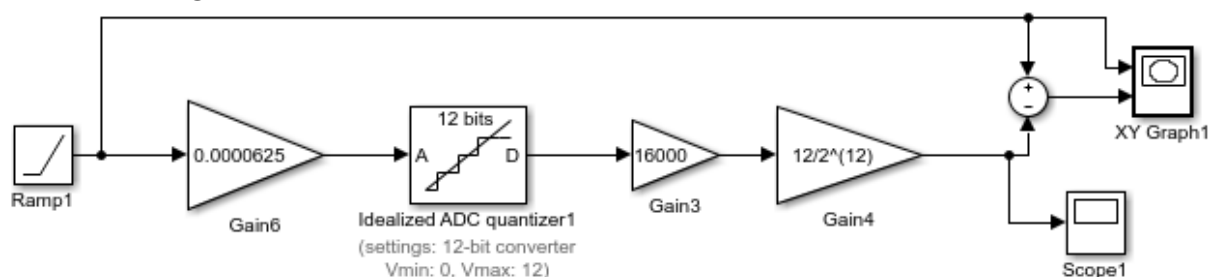 Ramp1
0.0000625
Gain6
12 bits
A
D
Idealized ADC quantizer1
(settings: 12-bit converter
Vmin: 0, Vmax: 12)
16000
Gain3
12/2^(12)
Gain4
+
−
XY Graph1
Scope1